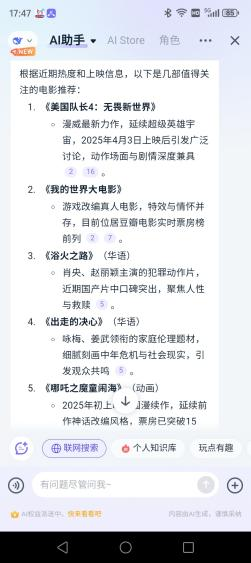 17:47
5G
85
AI助手
AI Store
角色
NEW
根据近期热度和上映信息，以下是几部值得关
注的电影推荐：
1. 《美国队长4：无畏新世界》
漫威最新力作，延续超级英雄宇
宙，2025年4月3日上映后引发广泛
讨论，动作场面与剧情深度兼具
2 16 。
2. 《我的世界大电影》
游戏改编真人电影，特效与情怀并
存，目前位居豆瓣电影实时票房榜
前列 2 7 。
3. 《浴火之路》（华语）
肖央、赵丽颖主演的犯罪动作片，
近期国产片中口碑突出，聚焦人性
与救赎 5 。
4. 《出走的决心》（华语）
咏梅、姜武领衔的家庭伦理题材，
细腻刻画中年危机与社会现实，引
发观众共鸣 5 。
5. 《哪吒之魔童闹海》（动画）
2025年初上 漫续作，延续前
作神话改编风格，票房已突破15
联网搜索
个人知识库
玩点有趣
有问题尽管问我~
AI权益派送中，快来看看吧
内容由AI生成，请慎采纳